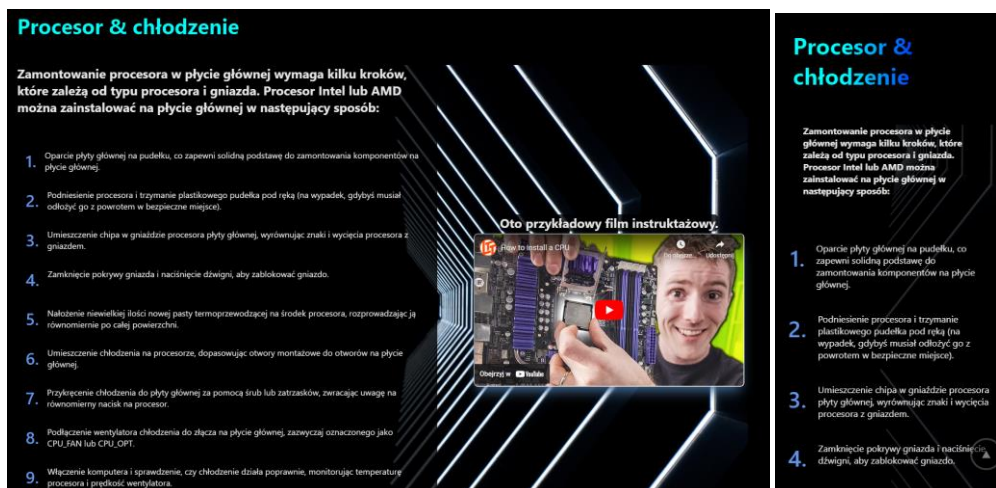 Procesor & chłodzenie
Zamontowanie procesora w płycie głównej wymaga kilku kroków,
które zależą od typu procesora i gniazda. Procesor Intel lub AMD
można zainstalować na płycie głównej w następujący sposób:
1. Oparcie płyty głównej na pudełku, co zapewni solidną podstawę do zamontowania komponentów na
płycie głównej.
2. Podniesienie procesora i trzymanie plastikowego pudełka pod ręką (na wypadek, gdybyś musiał
odłożyć go z powrotem w bezpieczne miejsce).
3. Umieszczenie chipa w gnieździe procesora płyty głównej, wyrównując znaki i wycięcia procesora z
gniazdem.
4. Zamknięcie pokrywy gniazda i naciśnięcie dźwigni, aby zablokować gniazdo.
5. Nałożenie niewielkiej ilości nowej pasty termoprzewodzącej na środek procesora, rozprowadzając ją
równomiernie po całej powierzchni.
6. Umieszczenie chłodzenia na procesorze, dopasowując otwory montażowe do otworów na płycie
głównej.
7. Przykręcenie chłodzenia do płyty głównej za pomocą śrub lub zatrzasków, zwracając uwagę na
równomierny nacisk na procesor.
8. Podłączenie wentylatora chłodzenia do złącza na płycie głównej, zazwyczaj oznaczonego jako
CPU_FAN lub CPU_OPT.
9. Włączenie komputera i sprawdzenie, czy chłodzenie działa poprawnie, monitorując temperaturę
procesora i prędkość wentylatora.
Oto przykładowy film instruktażowy.
How to install a CPU
Do obejrze...
Udostępnij
Obejrzyj w YouTube
Procesor &
chłodzenie
Zamontowanie procesora w płycie
głównej wymaga kilku kroków, które
zależą od typu procesora i gniazda.
Procesor Intel lub AMD można
zainstalować na płycie głównej w
następujący sposób:
1. Oparcie płyty głównej na pudełku, co
zapewni solidną podstawę do
zamontowania komponentów na płycie
głównej.
2. Podniesienie procesora i trzymanie
plastikowego pudełka pod ręką (na
wypadek, gdybyś musiał odłożyć go z
powrotem w bezpieczne miejsce).
3. Umieszczenie chipa w gnieździe procesora
płyty głównej, wyrównując znaki i wycięcia
procesora z gniazdem.
4. Zamknięcie pokrywy gniazda i naciśnięcie
dźwigni, aby zablokować gniazdo.